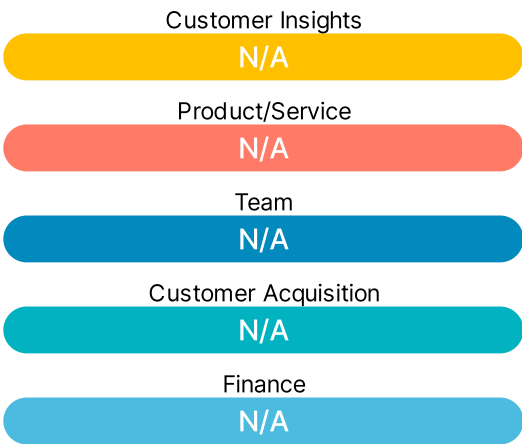 Customer Insights
N/A
Product/Service
N/A
Team
N/A
Customer Acquisition
N/A
Finance
N/A